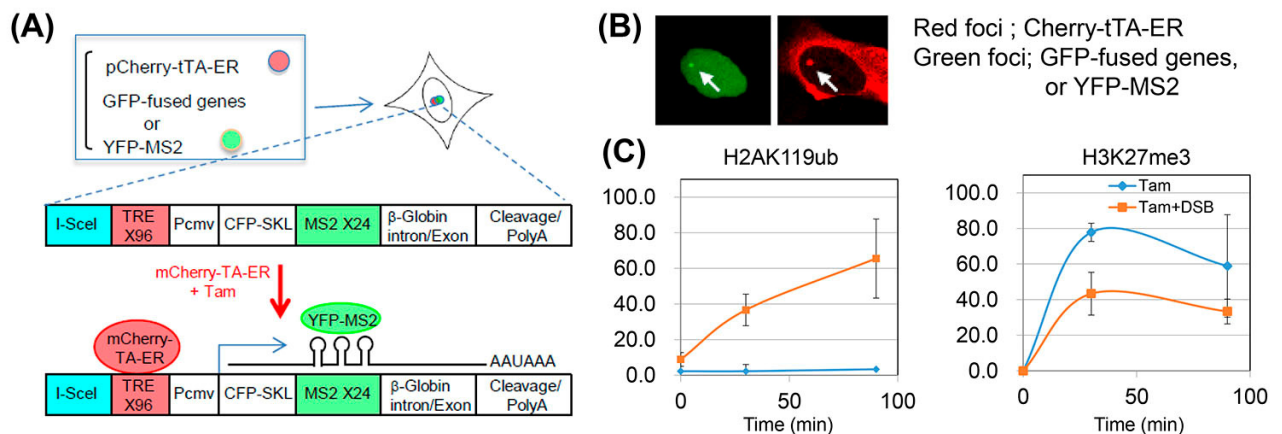 (A)
pCherry-tTA-ER
GFP-fused genes
or
YFP-MS2
I-SceI
TRE
X96
Pcmv
CFP-SKL
MS2 X24
β-Globin
intron/Exon
Cleavage/
PolyA
mCherry-TA-ER
+ Tam
YFP-MS2
mCherry-
TA-ER
AAUAAA
I-SceI
TRE
X96
Pcmv
CFP-SKL
MS2 X24
β-Globin
intron/Exon
Cleavage/
PolyA
(B)
Red foci ; Cherry-tTA-ER
Green foci; GFP-fused genes,
or YFP-MS2
(C)
H2AK119ub
100.0
80.0
60.0
40.0
20.0
0.0
0
50
100
Time (min)
H3K27me3
Tam
Tam+DSB
100.0
80.0
60.0
40.0
20.0
0.0
0
50
100
Time (min)